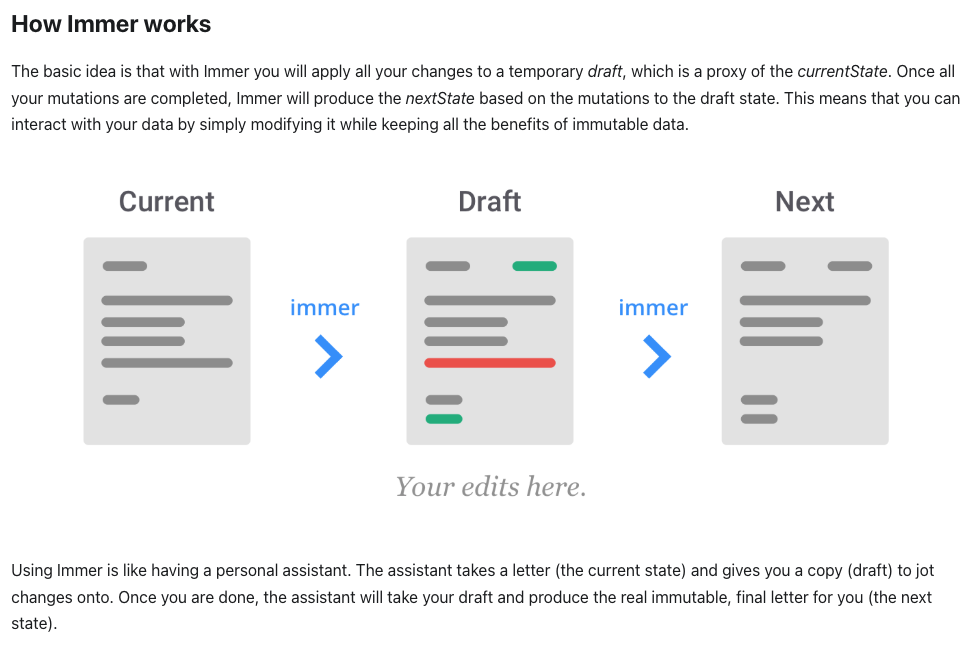 How Immer works
The basic idea is that with Immer you will apply all your changes to a temporary draft, which is a proxy of the currentState. Once all
your mutations are completed, Immer will produce the nextState based on the mutations to the draft state. This means that you can
interact with your data by simply modifying it while keeping all the benefits of immutable data.
Current
Draft
Next
immer
immer
Your edits here.
Using Immer is like having a personal assistant. The assistant takes a letter (the current state) and gives you a copy (draft) to jot
changes onto. Once you are done, the assistant will take your draft and produce the real immutable, final letter for you (the next
state).